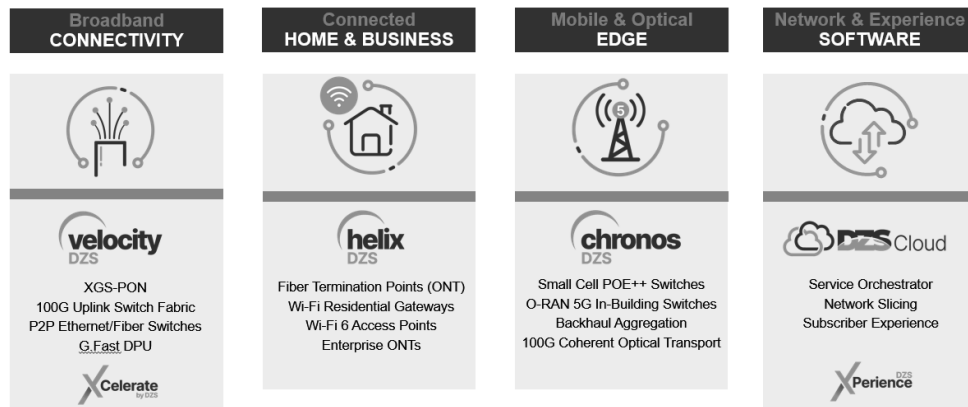 Broadband
CONNECTIVITY
velocity
DZS
XGS-PON
100G Uplink Switch Fabric
P2P Ethernet/Fiber Switches
G.Fast DPU
XCelerate
by DZS
Connected
HOME & BUSINESS
helix
DZS
Fiber Termination Points (ONT)
Wi-Fi Residential Gateways
Wi-Fi 6 Access Points
Enterprise ONTs
Mobile & Optical
EDGE
5
chronos
DZS
Small Cell POE++ Switches
O-RAN 5G In-Building Switches
Backhaul Aggregation
100G Coherent Optical Transport
Network & Experience
SOFTWARE
DZS Cloud
Service Orchestrator
Network Slicing
Subscriber Experience
DZS
XPerience